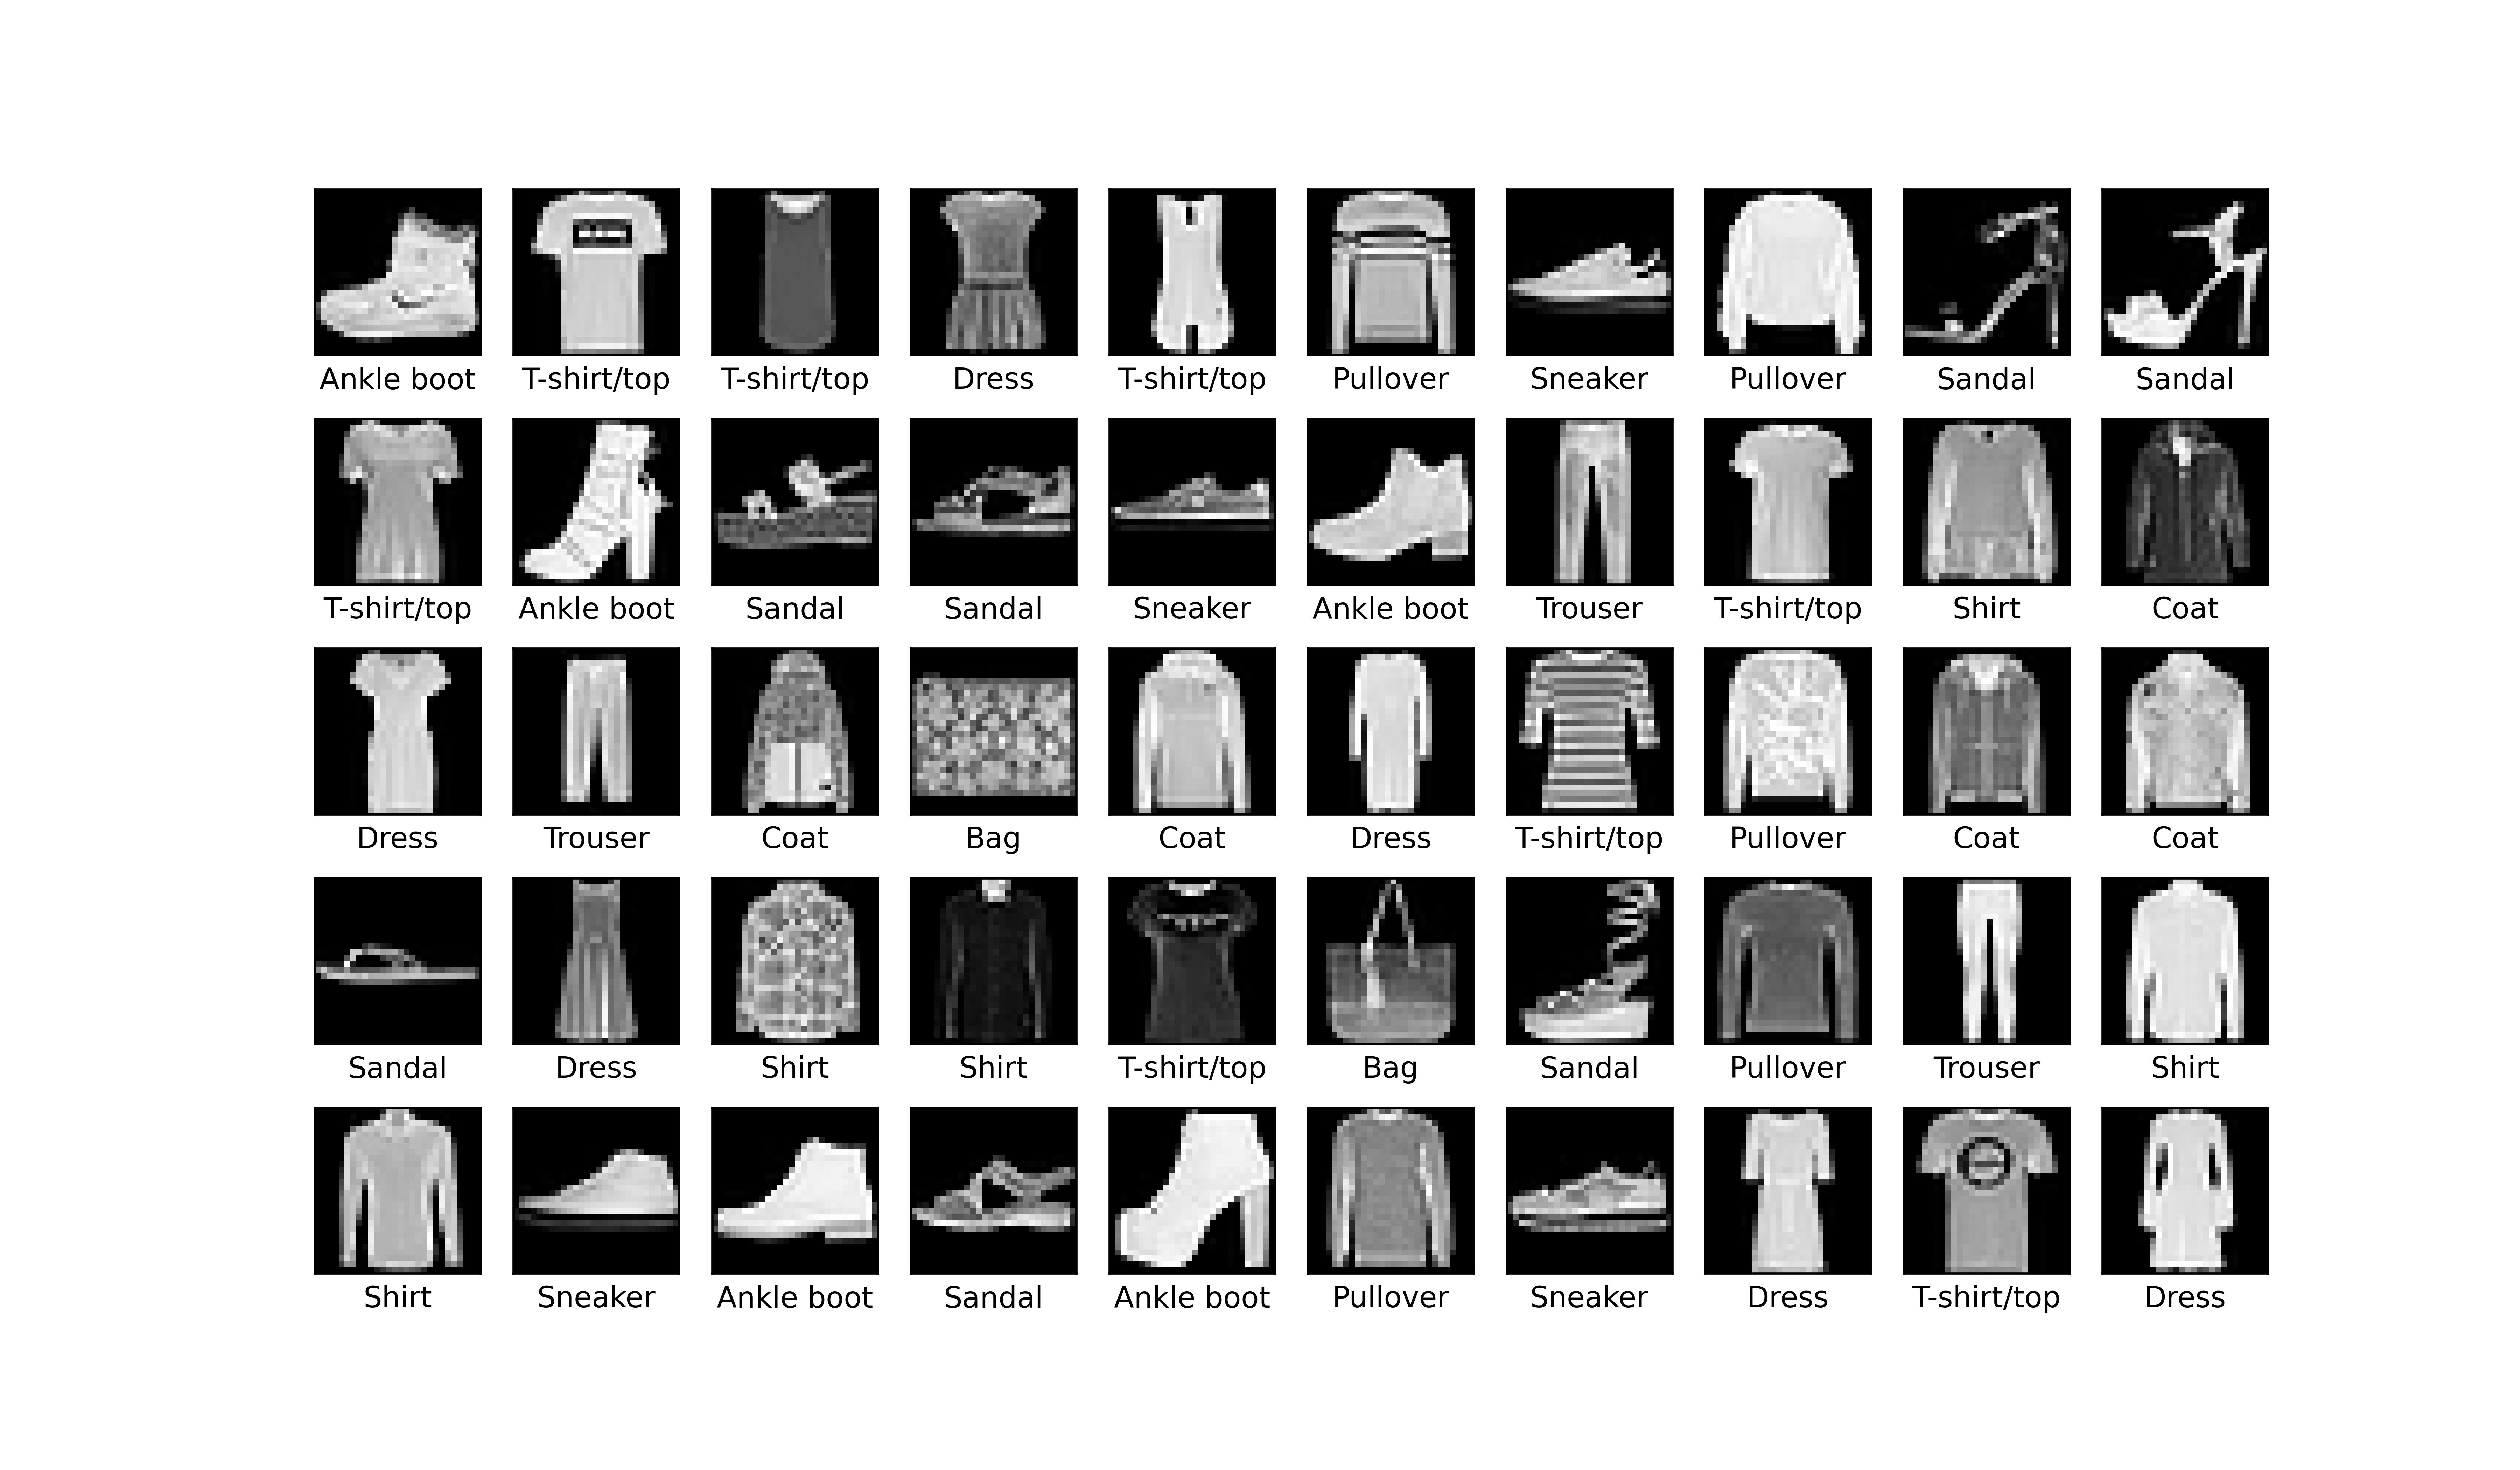 Ankle boot T-shirt/top T-shirt/top Dress T-shirt/top Pullover Sneaker Pullover Sandal Sandal
T-shirt/top Ankle boot Sandal Sandal Sneaker Ankle boot Trouser T-shirt/top Shirt Coat
Dress Trouser Coat Bag Coat Dress T-shirt/top Pullover Coat Coat
Sandal Dress Shirt Shirt T-shirt/top Bag Sandal Pullover Trouser Shirt
Shirt Sneaker Ankle boot Sandal Ankle boot Pullover Sneaker Dress T-shirt/top Dress